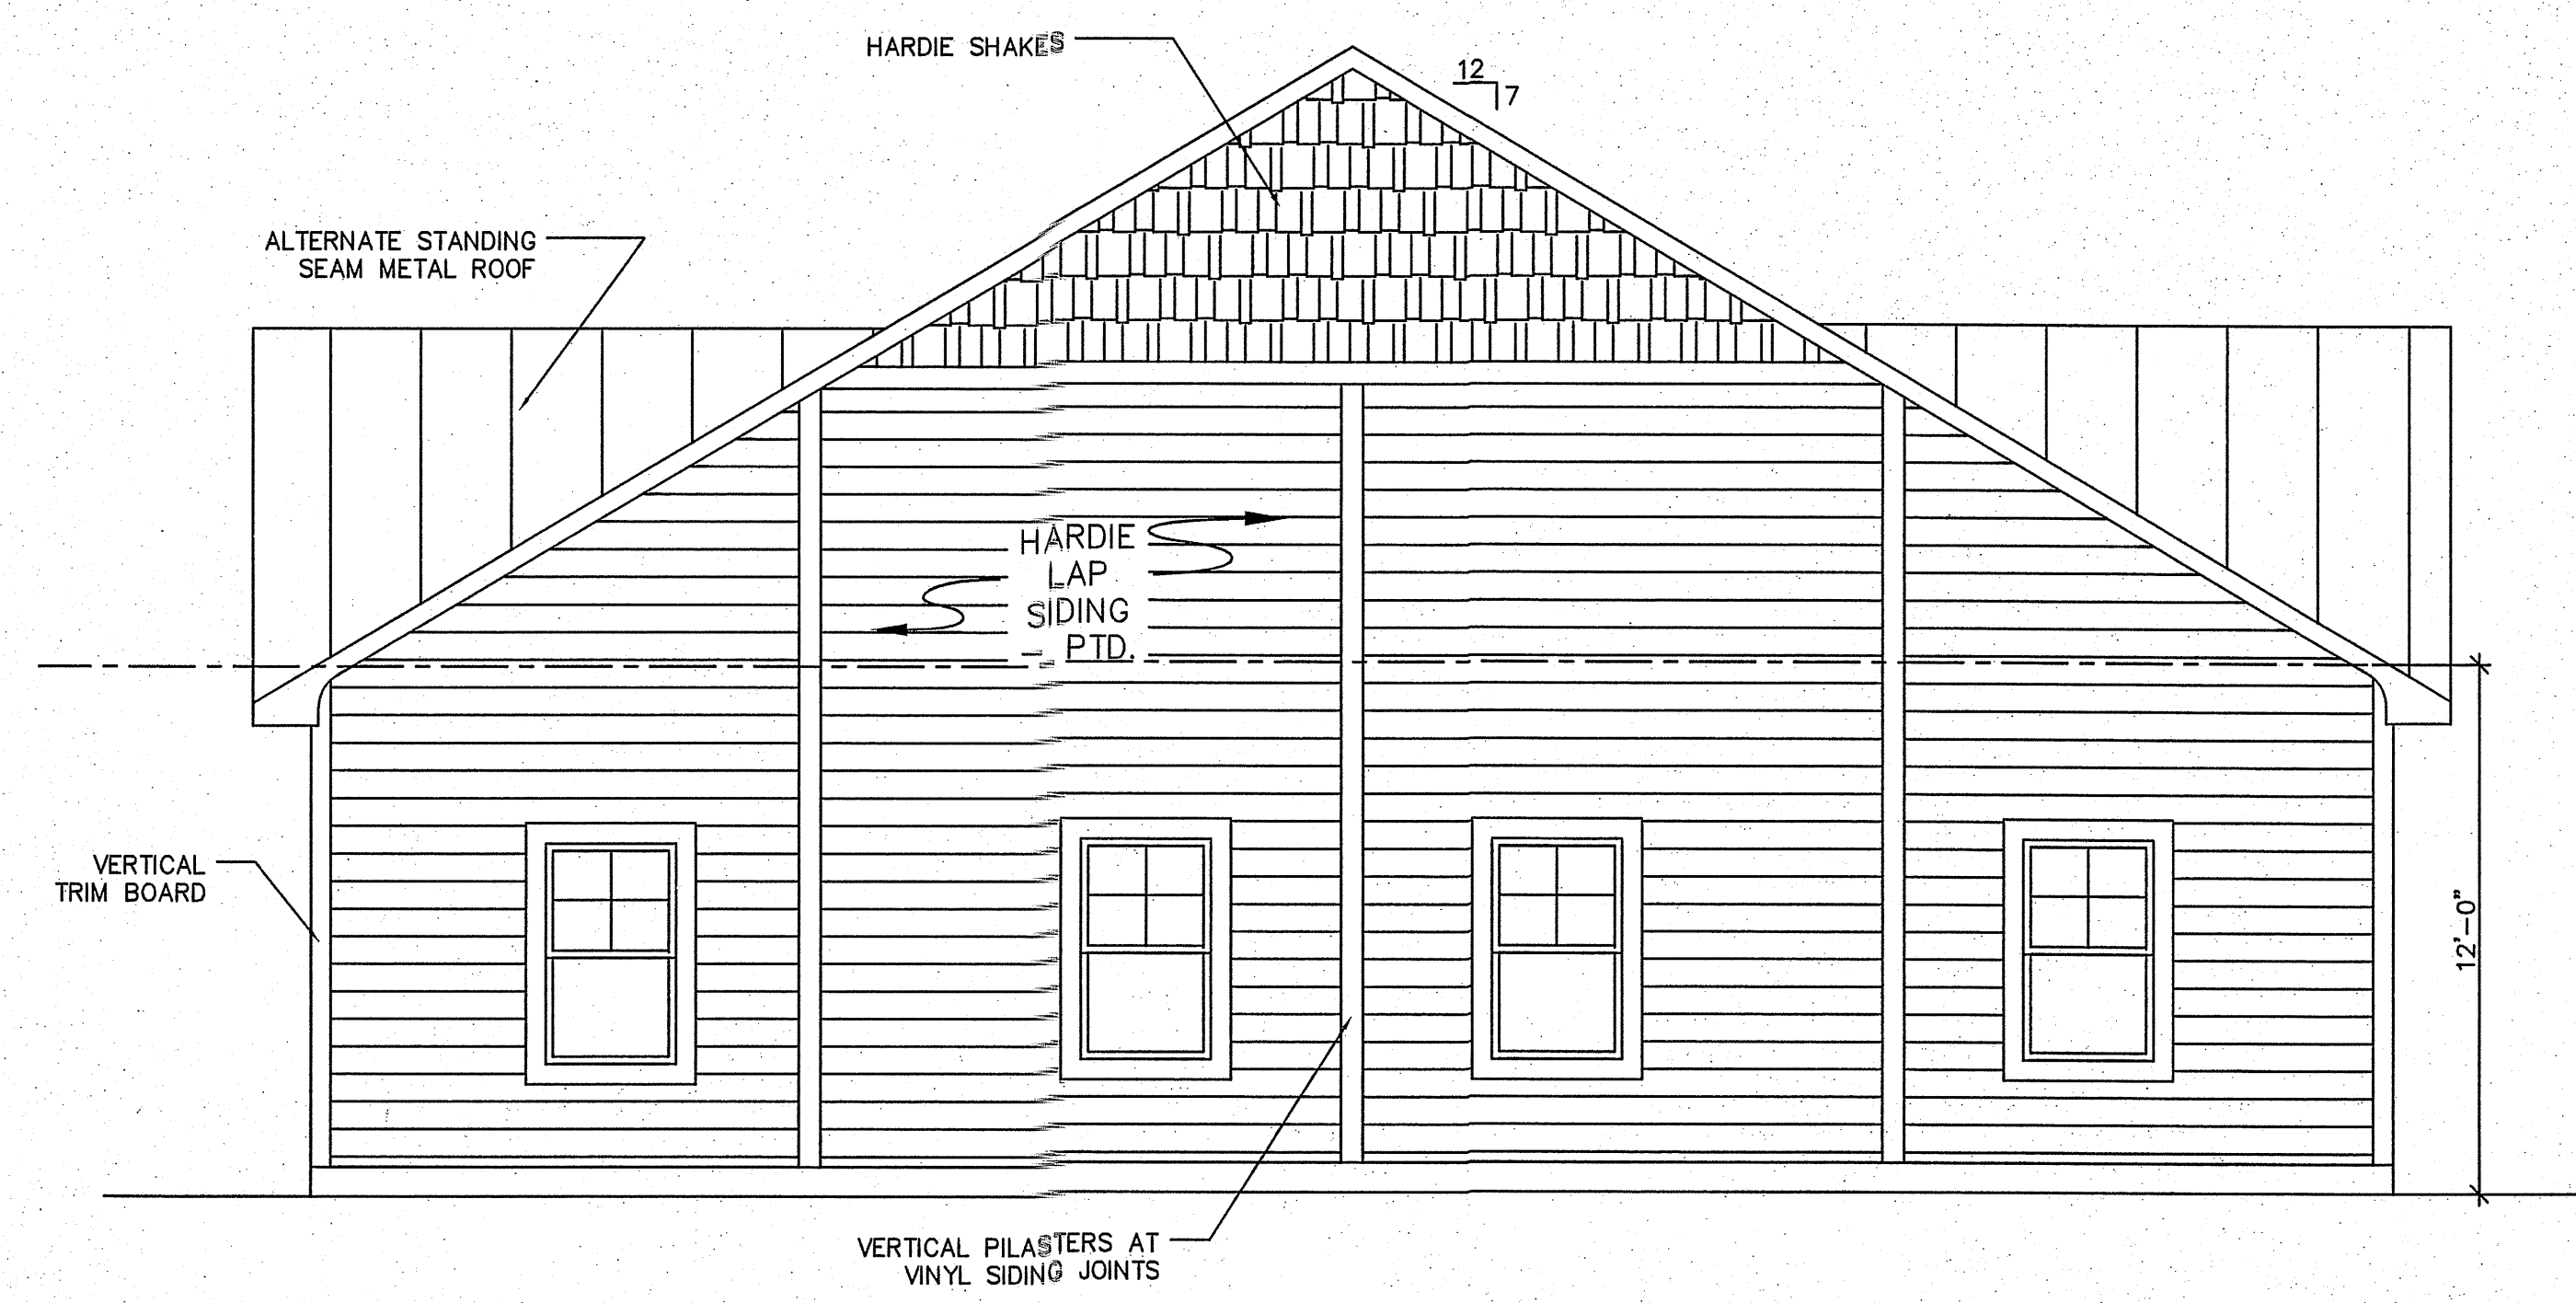 HARDIE SHAKES
12
7
ALTERNATE STANDING
SEAM METAL ROOF
HARDIE
LAP
SIDING
PTD.
VERTICAL
TRIM BOARD
12'-0"
VERTICAL PILASTERS AT
VINYL SIDING JOINTS